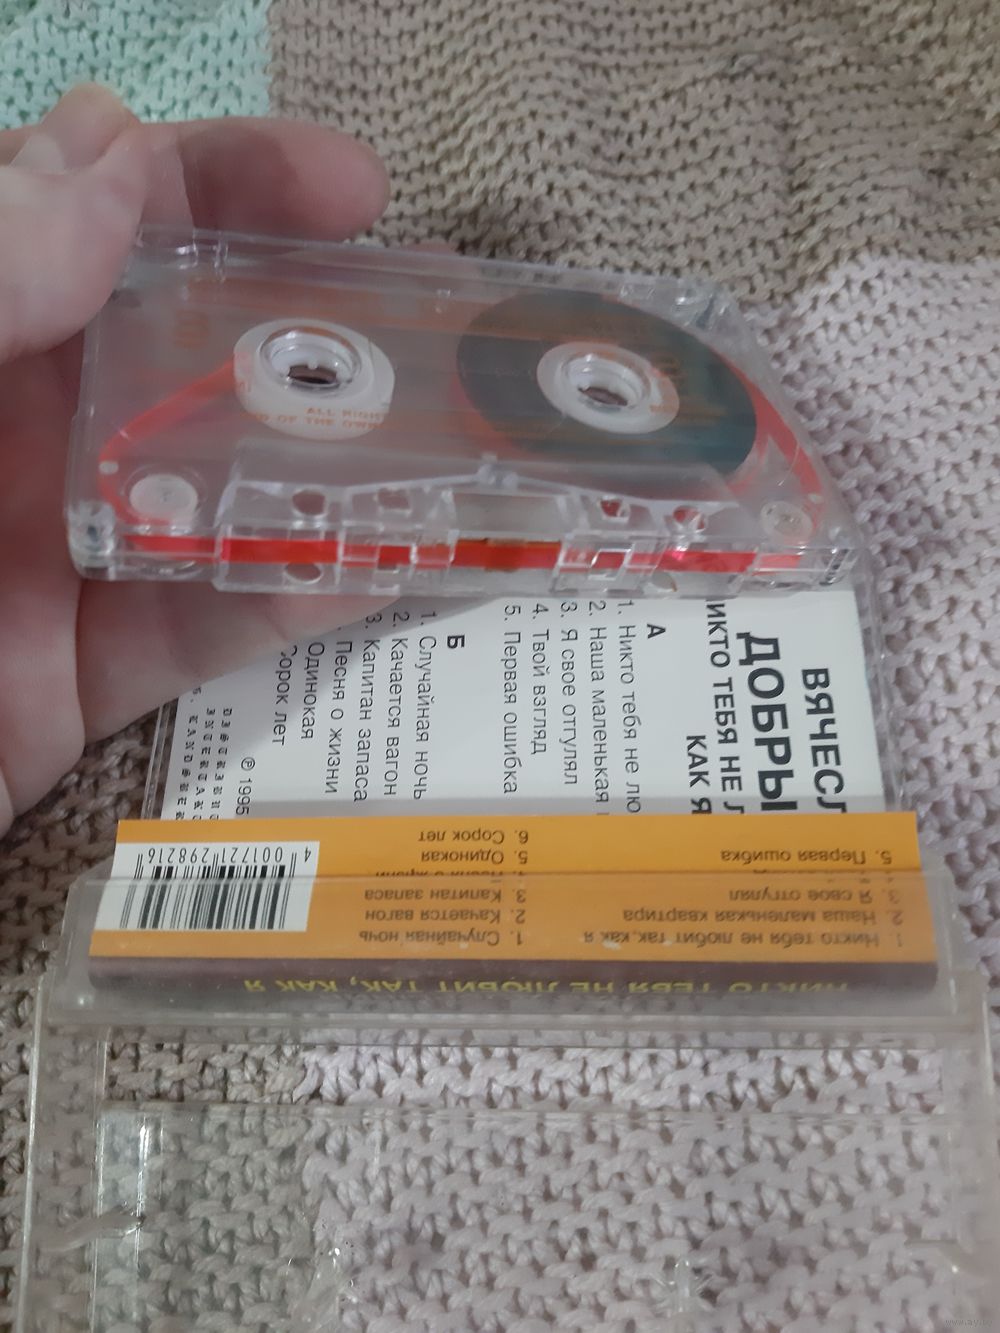 ALL RIGH
ND OF THE OWN
ВЯЧЕСЛ
ДОБРЫ
ИКТО ТЕБЯ НЕ Л
КАК Я
А
1. Никто тебя не лю
2. Наша маленькая
3. Я свое отгулял
4. Твой взгляд
5. Первая ошибка
Б
1. Случайная ночь
2. Качается вагон
3. Капитан запаса
Песня о жизни
Одинокая
Сорок лет
℗ 1995
НИКТО ТЕБЯ НЕ ЛЮБИТ ТАК, КАК Я
1. Никто тебя не любит так, как я
2. Наша маленькая квартира
3. Я свое отгулял
5. Первая ошибка
1. Случайная ночь
2. Качается вагон
3. Капитан запаса
5. Одинокая
6. Сорок лет
4 001721 298216